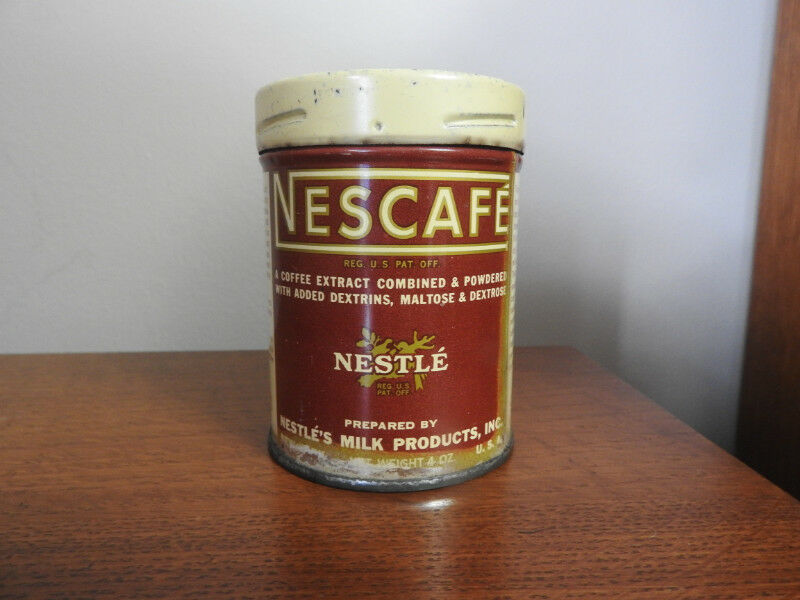 NESCAFÉ
REG. U.S. PAT. OFF.
A COFFEE EXTRACT COMBINED & POWDERED
WITH ADDED DEXTRINS, MALTOSE & DEXTROSE
NESTLÉ
REG. U.S.
PAT. OFF.
PREPARED BY
NESTLÉ'S MILK PRODUCTS, INC.
U. S. A.
NET WEIGHT 4 OZ.